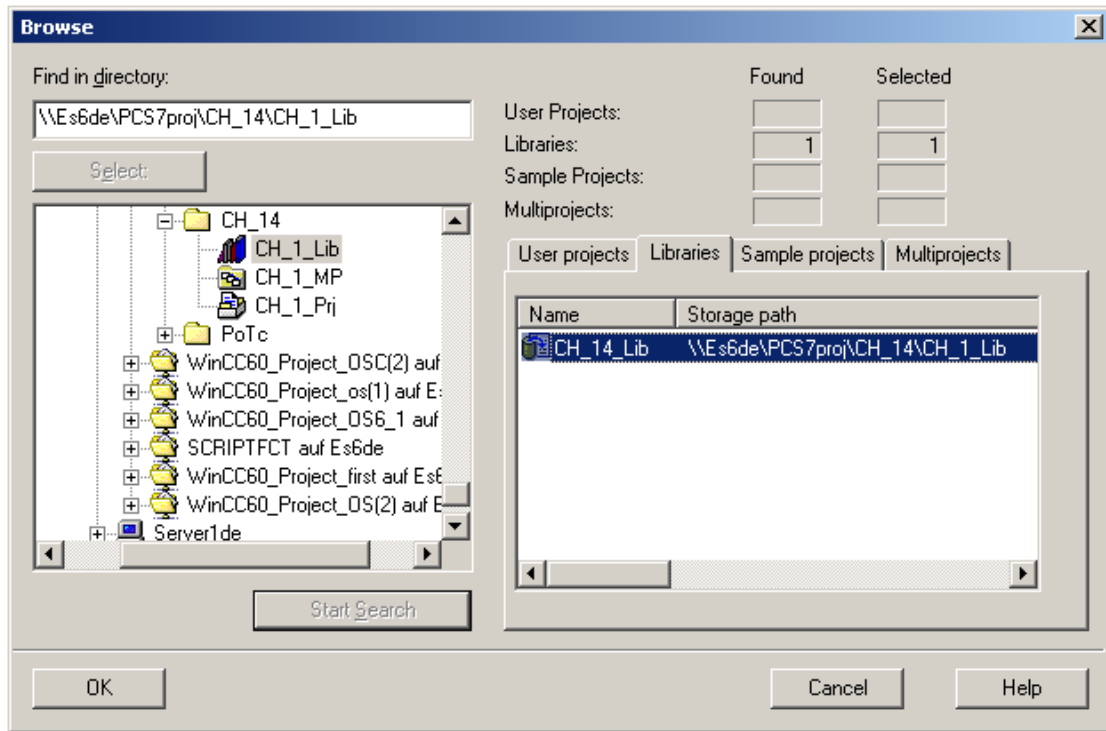 Browse
Find in directory:
\\Es6de\PCS7proj\CH_14\CH_1_Lib
Select:
CH_14
CH_1_Lib
CH_1_MP
CH_1_Prj
PoTc
WinCC60_Project_OSC(2) auf
WinCC60_Project_os(1) auf E
WinCC60_Project_OS6_1 auf
SCRIPTFCT auf Es6de
WinCC60_Project_first auf Es6
WinCC60_Project_OS(2) auf E
Server1de
Start Search
Found Selected
User Projects:
Libraries: 1 1
Sample Projects:
Multiprojects:
User projects Libraries Sample projects Multiprojects
Name Storage path
CH_14_Lib \\Es6de\PCS7proj\CH_14\CH_1_Lib
OK Cancel Help